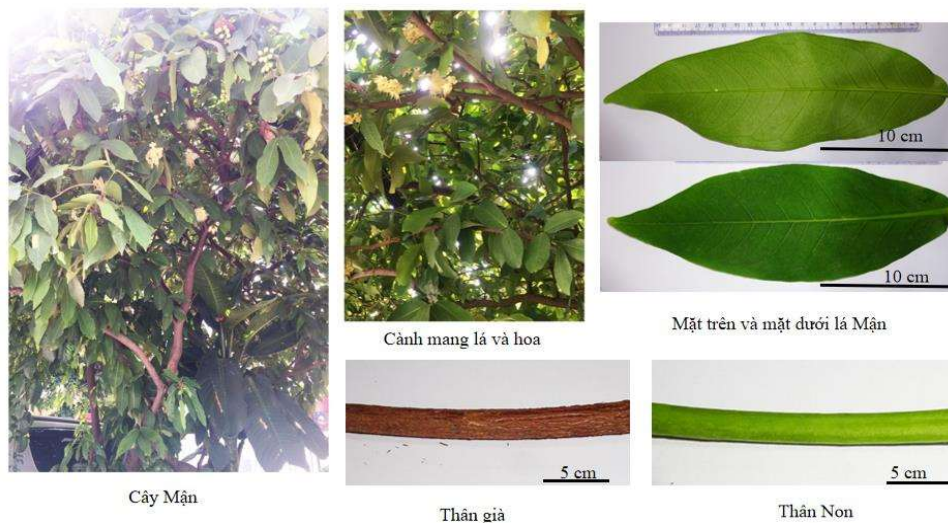 10 cm
10 cm
Cành mang lá và hoa
Mặt trên và mặt dưới lá Mận
5 cm
5 cm
Cây Mận
Thân già
Thân Non